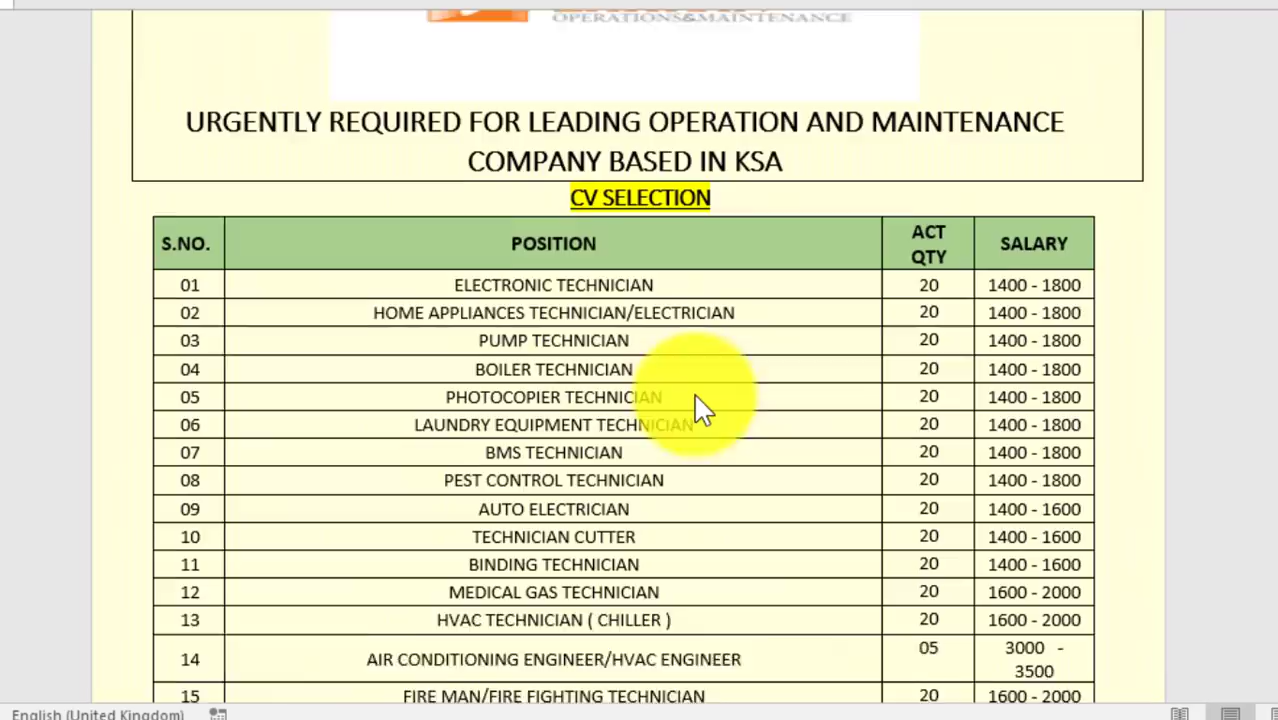 OPERATIONS&MAINTENANCE
URGENTLY REQUIRED FOR LEADING OPERATION AND MAINTENANCE
COMPANY BASED IN KSA
CV SELECTION
S.NO. POSITION ACT QTY SALARY
01 ELECTRONIC TECHNICIAN 20 1400 - 1800
02 HOME APPLIANCES TECHNICIAN/ELECTRICIAN 20 1400 - 1800
03 PUMP TECHNICIAN 20 1400 - 1800
04 BOILER TECHNICIAN 20 1400 - 1800
05 PHOTOCOPIER TECHNICIAN 20 1400 - 1800
06 LAUNDRY EQUIPMENT TECHNICIAN 20 1400 - 1800
07 BMS TECHNICIAN 20 1400 - 1800
08 PEST CONTROL TECHNICIAN 20 1400 - 1800
09 AUTO ELECTRICIAN 20 1400 - 1600
10 TECHNICIAN CUTTER 20 1400 - 1600
11 BINDING TECHNICIAN 20 1400 - 1600
12 MEDICAL GAS TECHNICIAN 20 1600 - 2000
13 HVAC TECHNICIAN ( CHILLER ) 20 1600 - 2000
14 AIR CONDITIONING ENGINEER/HVAC ENGINEER 05 3000 - 3500
15 FIRE MAN/FIRE FIGHTING TECHNICIAN 20 1600 - 2000
English (United Kingdom)